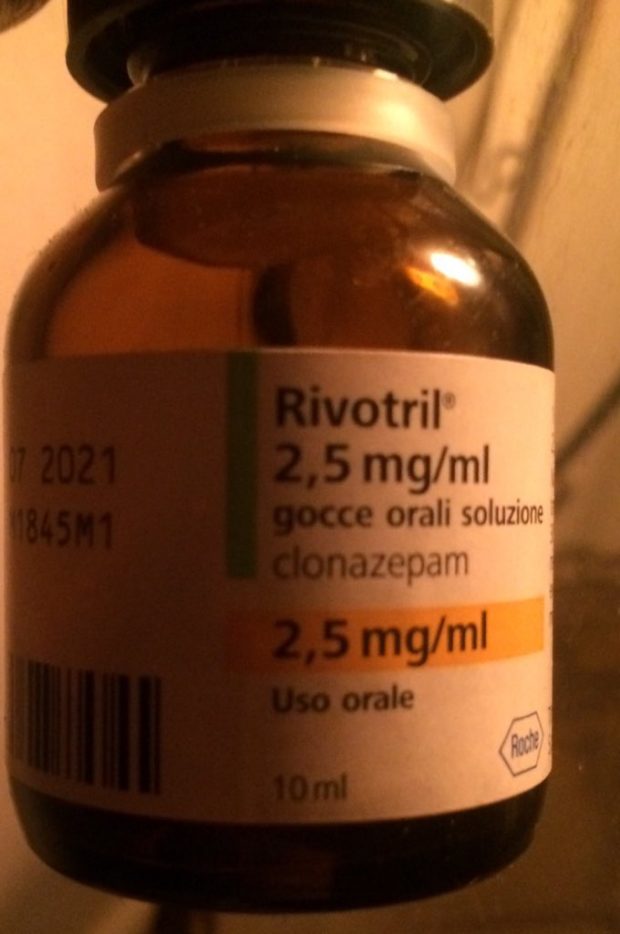 Rivotril®
2,5 mg/ml
gocce orali soluzione
clonazepam
2,5 mg/ml
Uso orale
10 ml
Roche
07 2021
1845M1